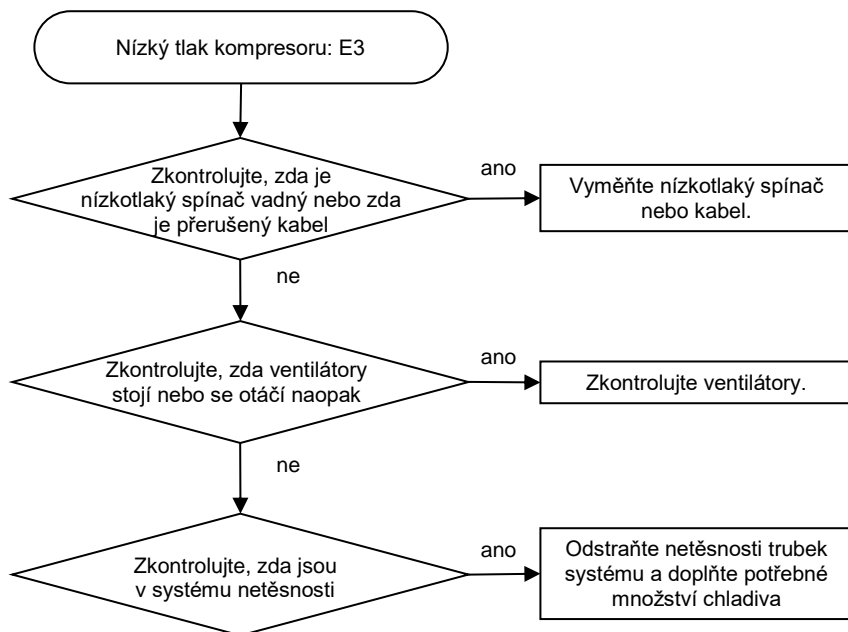 Nízký tlak kompresoru: E3
Zkontrolujte, zda je
nízkotlaký spínač vadný nebo zda
je přerušený kabel
ano
Vyměňte nízkotlaký spínač
nebo kabel.
ne
Zkontrolujte, zda ventilátory
stojí nebo se otáčí naopak
ano
Zkontrolujte ventilátory.
ne
Zkontrolujte, zda jsou
v systému netěsnosti
ano
Odstraňte netěsnosti trubek
systému a doplňte potřebné
množství chladiva